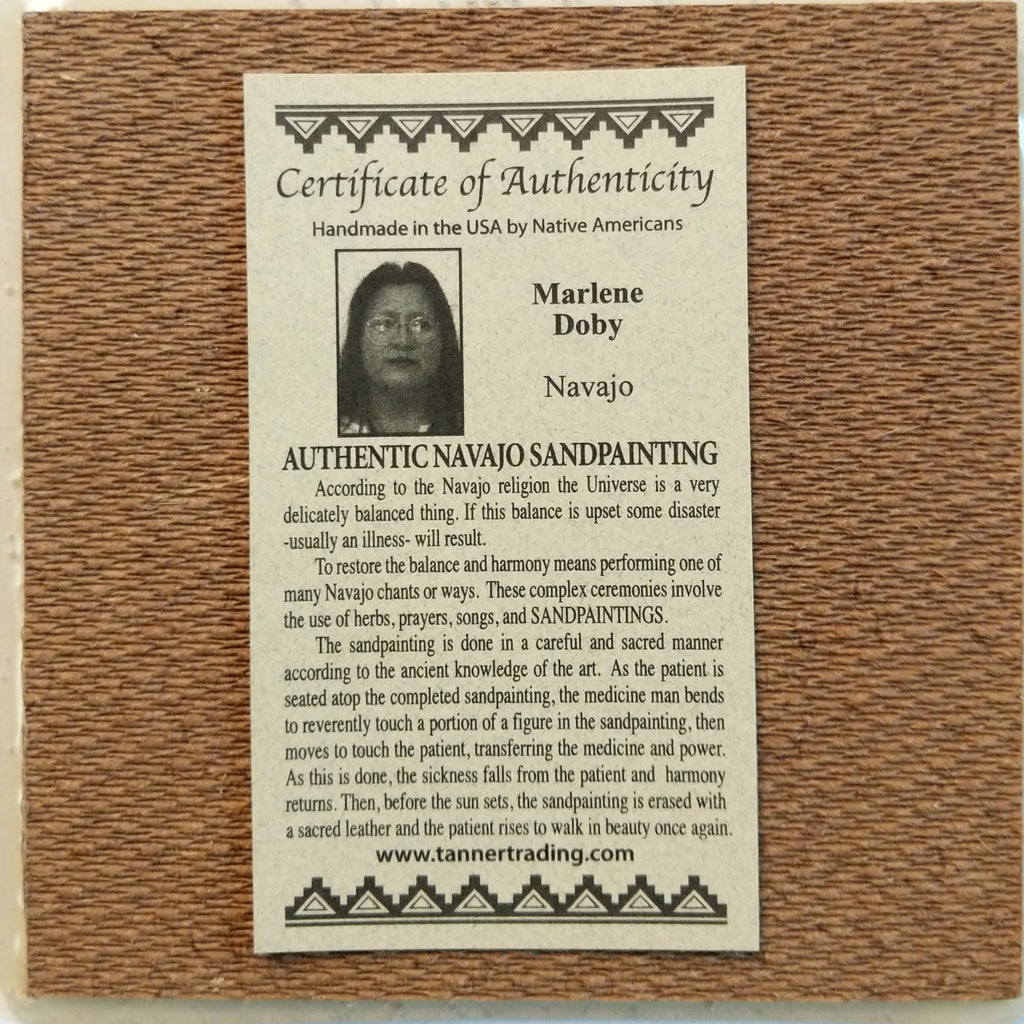 Certificate of Authenticity
Handmade in the USA by Native Americans
Marlene
Doby
Navajo
AUTHENTIC NAVAJO SANDPAINTING
According to the Navajo religion the Universe is a very
delicately balanced thing. If this balance is upset some disaster
-usually an illness- will result.
To restore the balance and harmony means performing one of
many Navajo chants or ways. These complex ceremonies involve
the use of herbs, prayers, songs, and SANDPAINTINGS.
The sandpainting is done in a careful and sacred manner
according to the ancient knowledge of the art. As the patient is
seated atop the completed sandpainting, the medicine man bends
to reverently touch a portion of a figure in the sandpainting, then
moves to touch the patient, transferring the medicine and power.
As this is done, the sickness falls from the patient and harmony
returns. Then, before the sun sets, the sandpainting is erased with
a sacred leather and the patient rises to walk in beauty once again.
www.tannertrading.com